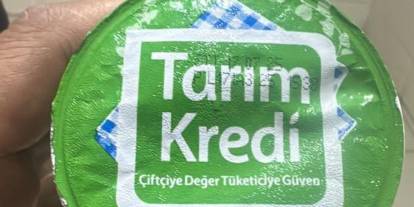 Tarım
Kredi
Çiftçiye Değer Tüketiciye Güven